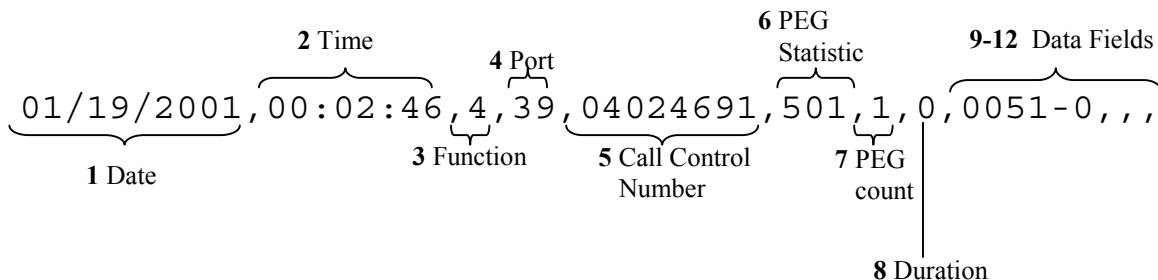 6 PEG
Statistic
9-12 Data Fields
2 Time
4 Port
01/19/2001,00:02:46,4,39,04024691,501,1,0,0051-0,,,
1 Date
3 Function
5 Call Control
Number
7 PEG
count
8 Duration